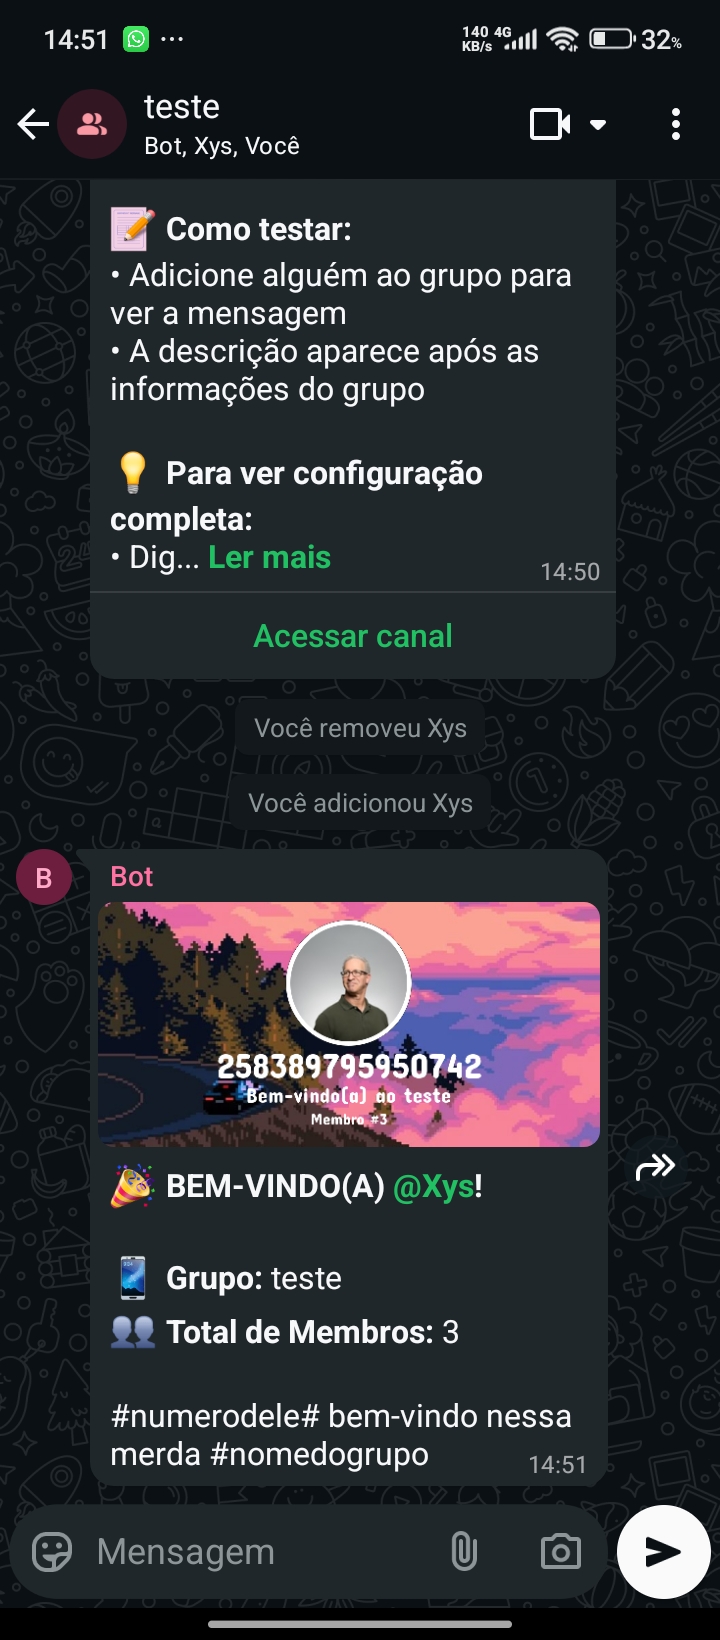 14:51
140 4G
KB/s
32%
teste
Bot, Xys, Você
📝 Como testar:
• Adicione alguém ao grupo para
ver a mensagem
• A descrição aparece após as
informações do grupo
💡 Para ver configuração
completa:
• Dig... Ler mais
14:50
Acessar canal
Você removeu Xys
Você adicionou Xys
B
Bot
258389795950742
Bem-vindo(a) ao teste
Membro #3
🎉 BEM-VINDO(A) @Xys!
📱 Grupo: teste
👥 Total de Membros: 3
#numerodele# bem-vindo nessa
merda #nomedogrupo
14:51
Mensagem